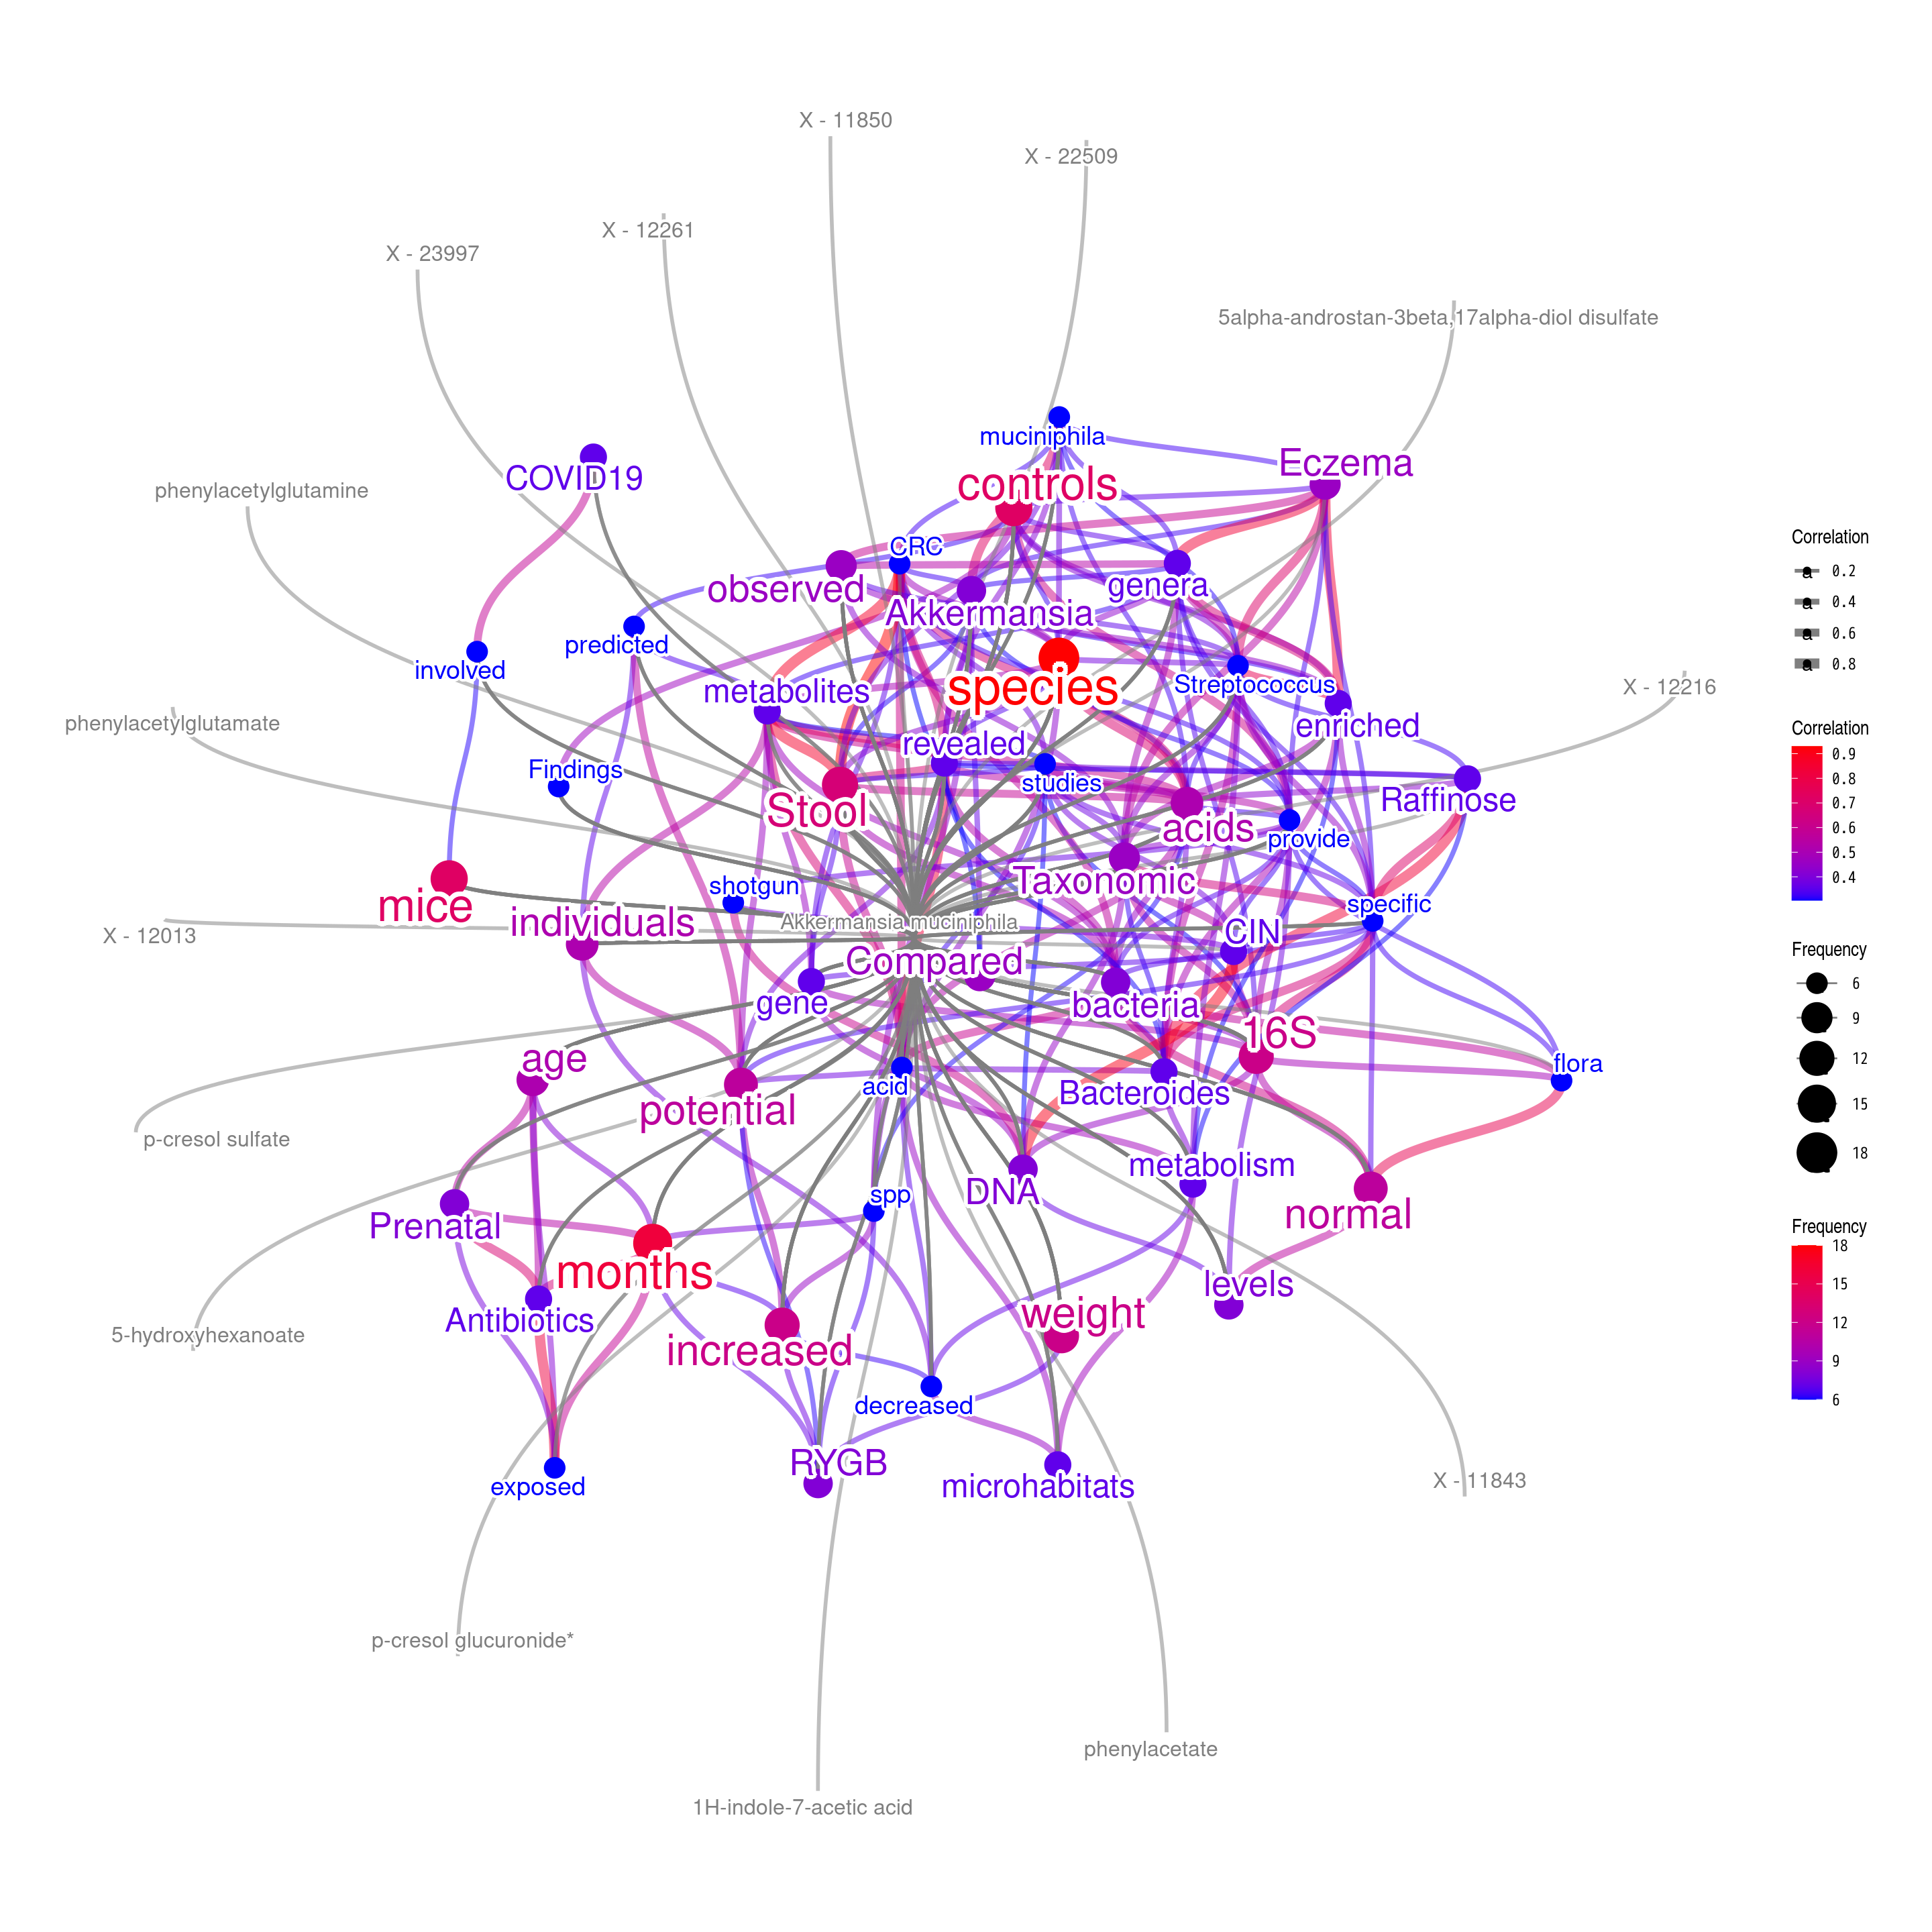 X - 11850
X - 22509
X - 12261
X - 23997
5alpha-androstan-3beta,17alpha-diol disulfate
muciniphila
COVID19
controls
Eczema
phenylacetylglutamine
CRC
observed
Akkermansia
genera
predicted
involved
metabolites
species
Streptococcus
X - 12216
phenylacetylglutamate
enriched
revealed
Findings
studies
Stool
Raffinose
acids
provide
shotgun
Taxonomic
mice
specific
individuals
Akkermansia muciniphila
X - 12013
CIN
Compared
gene
bacteria
16S
age
flora
acid
potential
Bacteroides
p-cresol sulfate
metabolism
DNA
spp
Prenatal
normal
months
levels
Antibiotics
weight
5-hydroxyhexanoate
increased
decreased
RYGB
microhabitats
exposed
X - 11843
p-cresol glucuronide*
phenylacetate
1H-indole-7-acetic acid
Correlation
a 0.2
a 0.4
a 0.6
a 0.8
Correlation
0.9
0.8
0.7
0.6
0.5
0.4
Frequency
6
9
12
15
18
Frequency
18
15
12
9
6